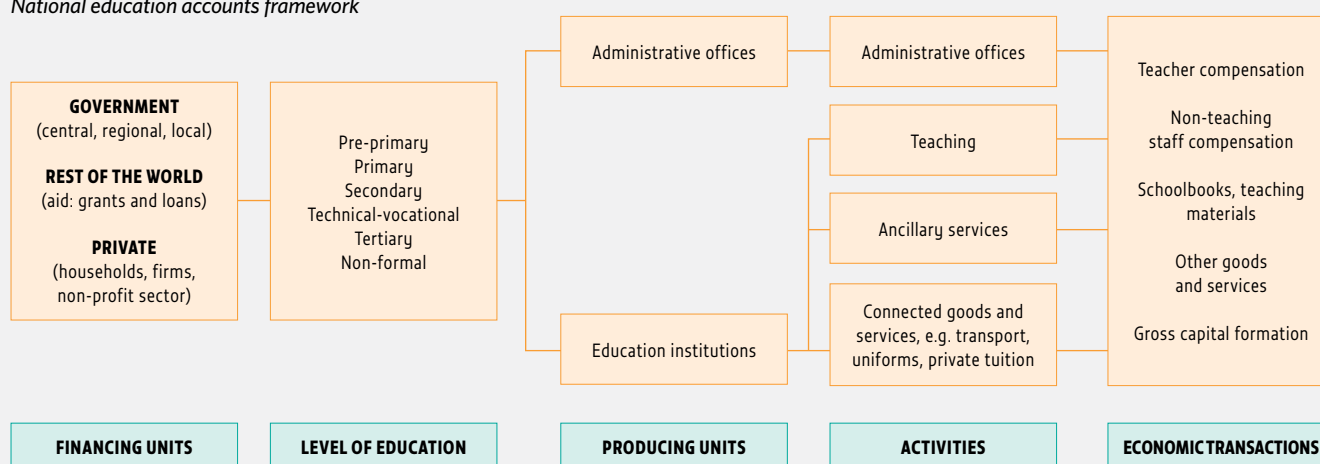 National education accounts framework
GOVERNMENT
(central, regional, local)
REST OF THE WORLD
(aid: grants and loans)
PRIVATE
(households, firms,
non-profit sector)
Pre-primary
Primary
Secondary
Technical-vocational
Tertiary
Non-formal
Administrative offices
Education institutions
Administrative offices
Teaching
Ancillary services
Connected goods and
services, e.g. transport,
uniforms, private tuition
Teacher compensation
Non-teaching
staff compensation
Schoolbooks, teaching
materials
Other goods
and services
Gross capital formation
FINANCING UNITS
LEVEL OF EDUCATION
PRODUCING UNITS
ACTIVITIES
ECONOMIC TRANSACTIONS